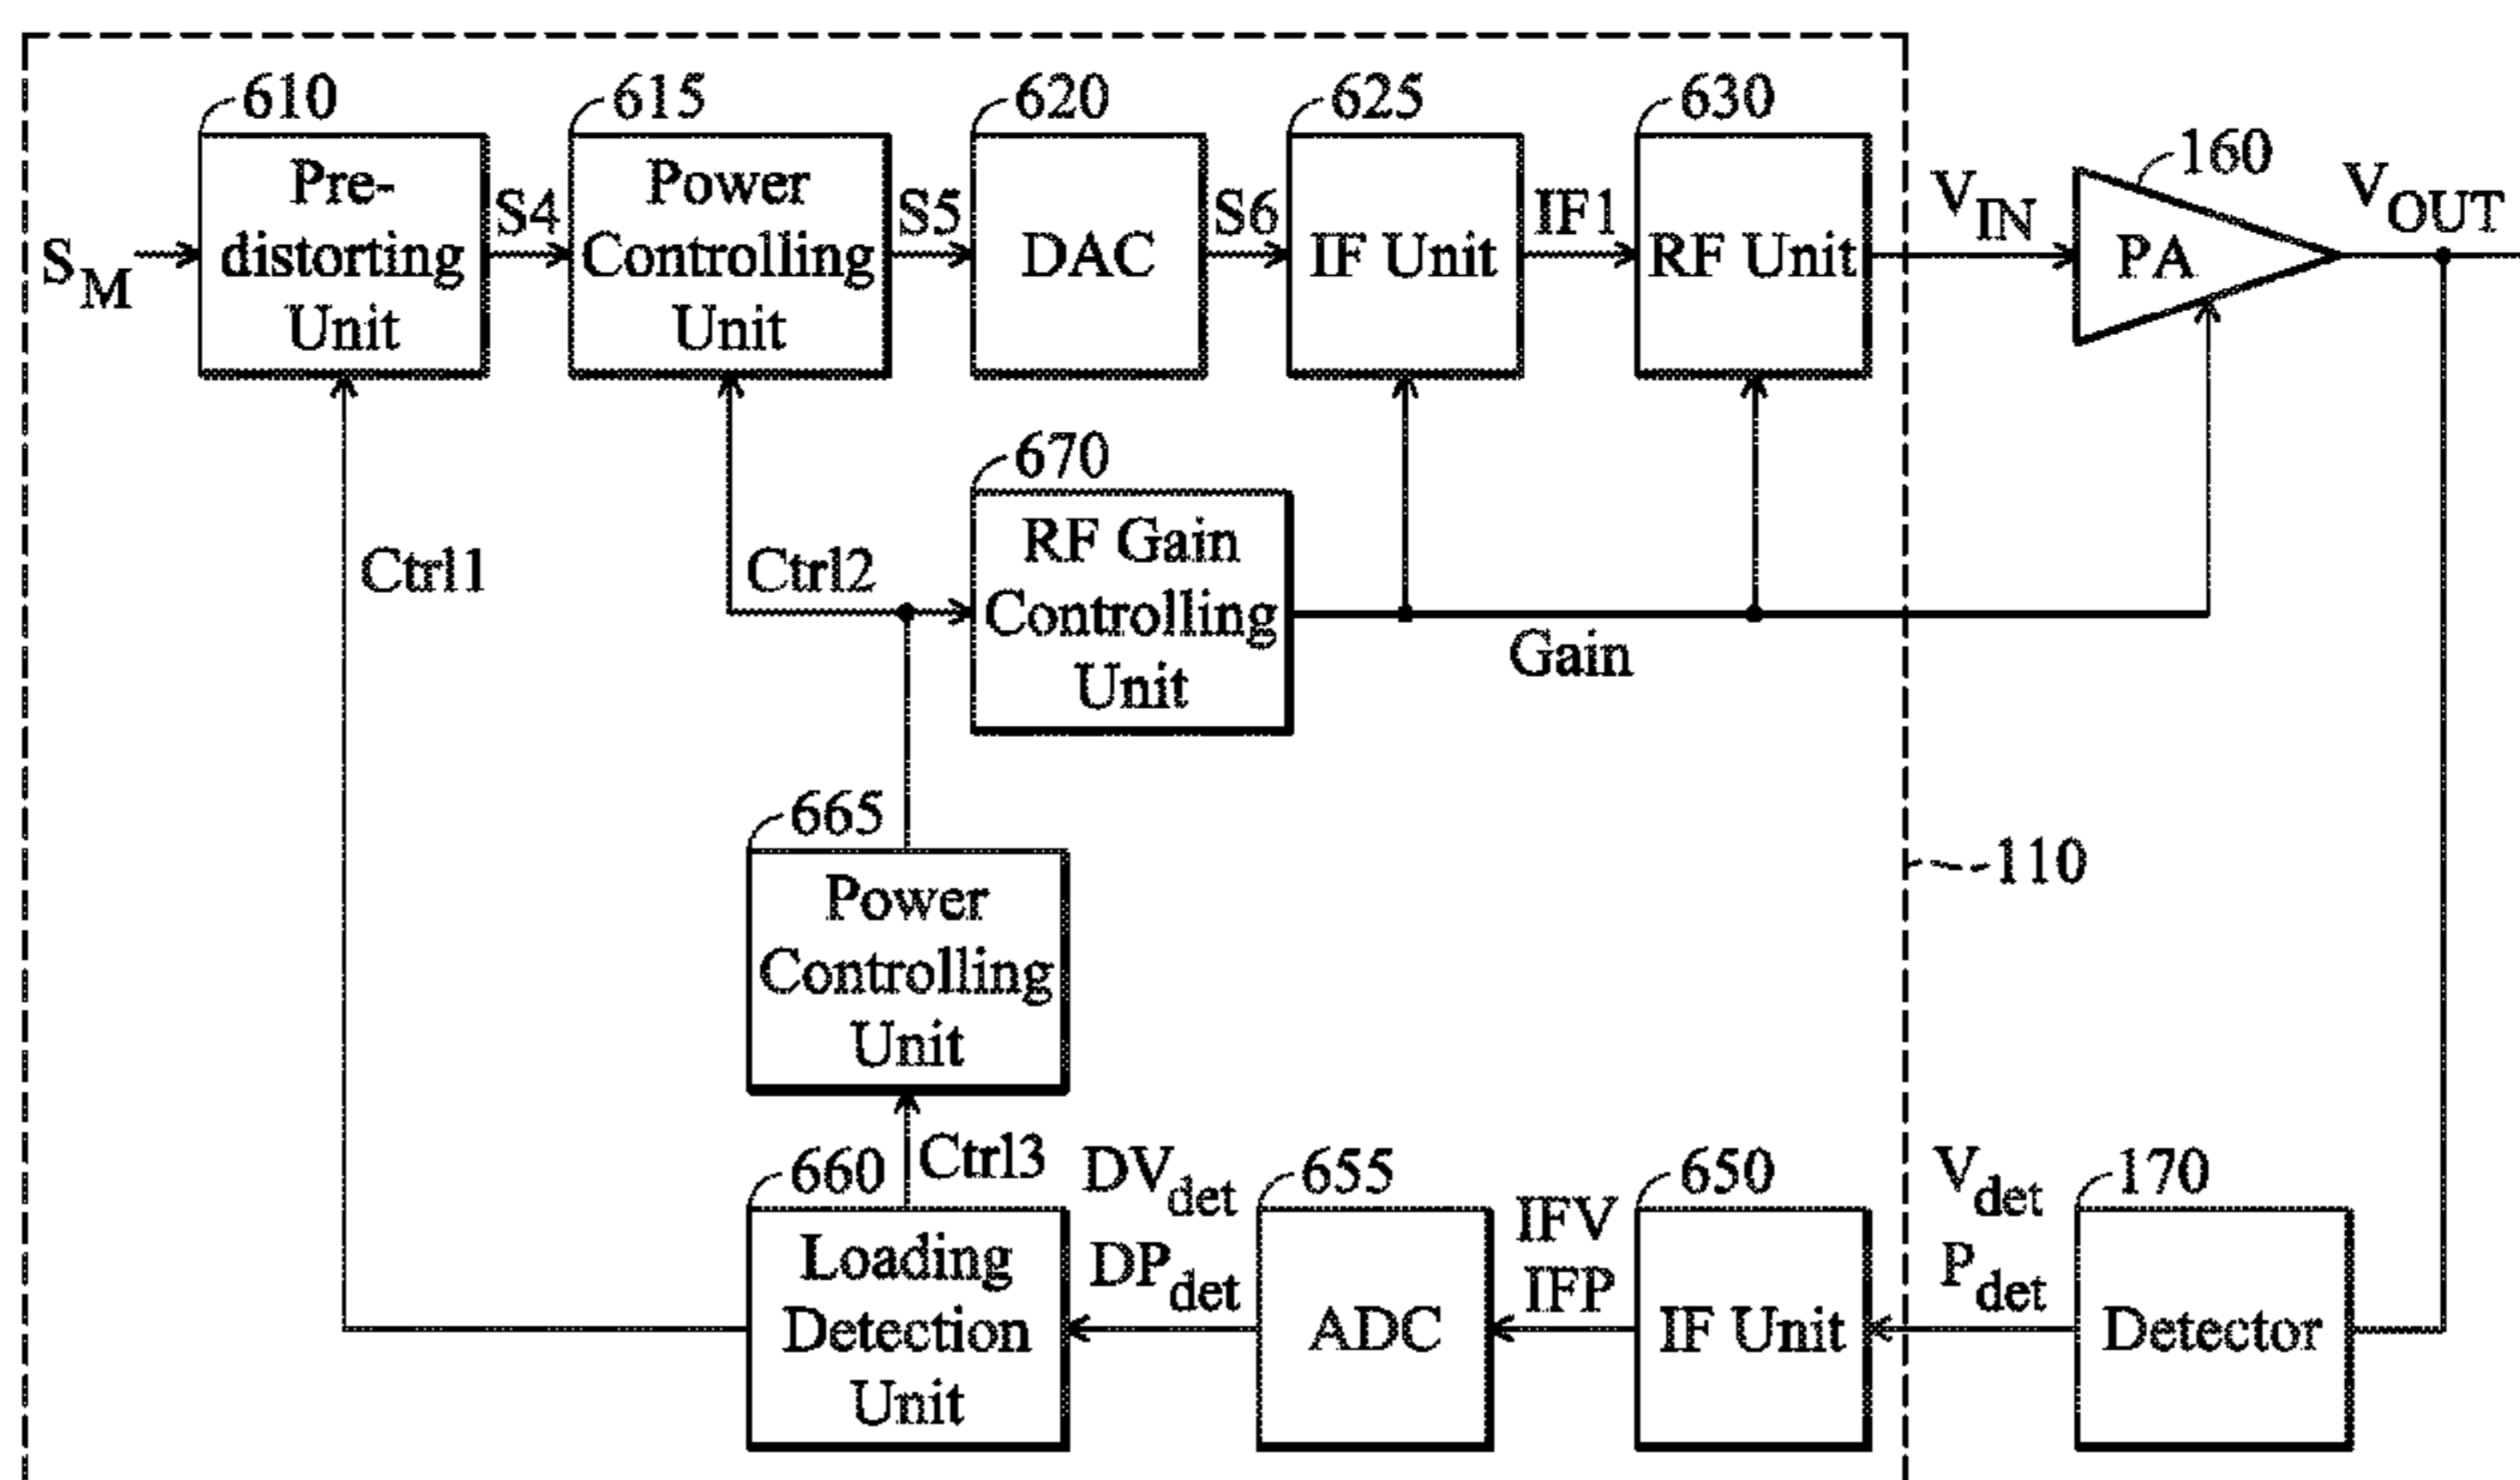 610
615
620
625
630
160
Pre-
distorting
Unit
Power
Controlling
Unit
DAC
IF Unit
RF Unit
PA
SM
S4
S5
S6
IF1
VIN
VOUT
670
RF Gain
Controlling
Unit
Ctrl1
Ctrl2
Gain
665
Power
Controlling
Unit
110
Ctrl3
660
Loading
Detection
Unit
DVdet
DPdet
655
ADC
IFV
IFP
650
IF Unit
Vdet
Pdet
170
Detector